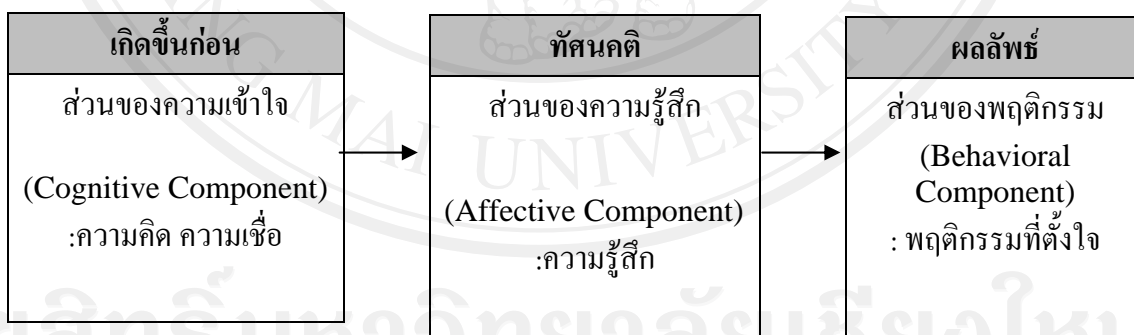 เกิดขึ้นก่อน
ส่วนของความเข้าใจ
(Cognitive Component)
:ความคิด ความเชื่อ
ทัศนคติ
ส่วนของความรู้สึก
(Affective Component)
:ความรู้สึก
ผลลัพธ์
ส่วนของพฤติกรรม
(Behavioral
Component)
: พฤติกรรมที่ตั้งใจ
MAI UNIVERSITY